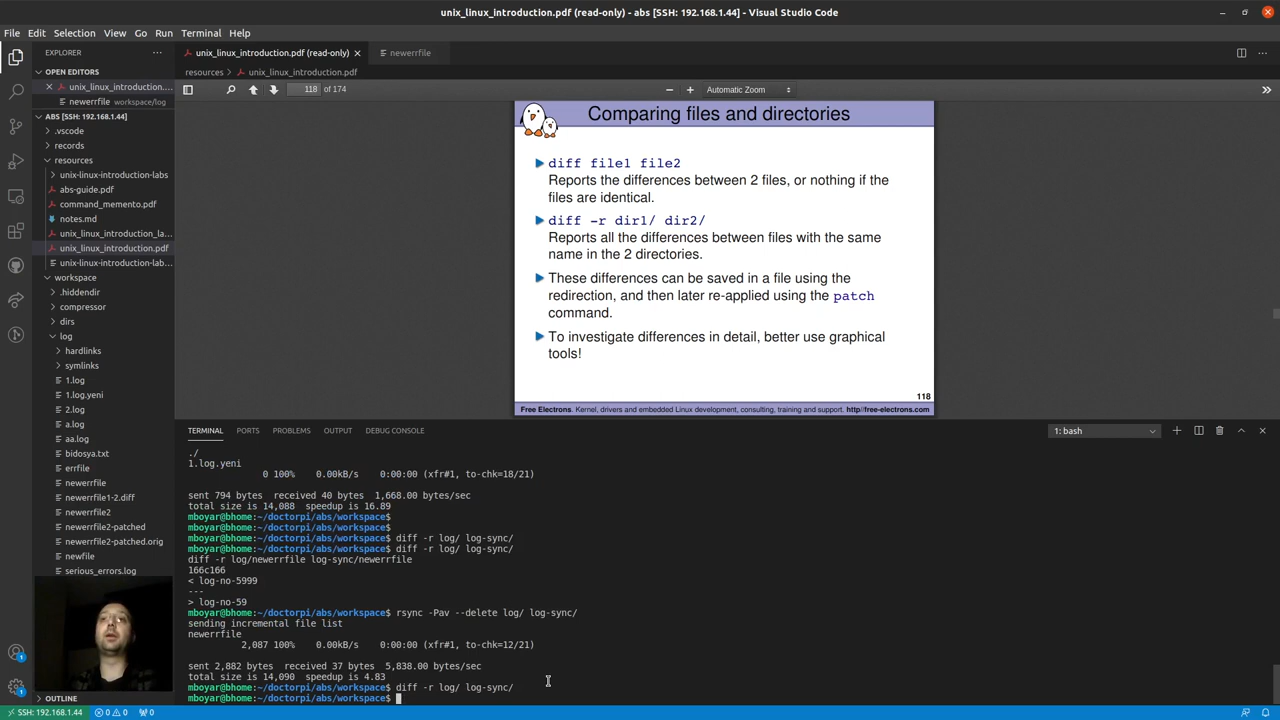 unix_linux_introduction.pdf (read-only) - abs [SSH: 192.168.1.44] - Visual Studio Code
File Edit Selection View Go Run Terminal Help
EXPLORER
OPEN EDITORS
unix_linux_introduction....
newerrfile workspace/log
ABS [SSH: 192.168.1.44]
.vscode
records
resources
unix-linux-introduction-labs
abs-guide.pdf
command_memento.pdf
notes.md
unix_linux_introduction_la...
unix_linux_introduction.pdf
unix-linux-introduction-lab...
workspace
.hiddendir
compressor
dirs
log
hardlinks
symlinks
1.log
1.log.yeni
2.log
a.log
aa.log
bidosya.txt
errfile
newerrfile
newerrfile1-2.diff
newerrfile2
newerrfile2-patched
newerrfile2-patched.orig
newfile
serious_errors.log
OUTLINE
unix_linux_introduction.pdf (read-only)
newerrfile
resources > unix_linux_introduction.pdf
118 of 174
Automatic Zoom
Comparing files and directories
diff file1 file2
Reports the differences between 2 files, or nothing if the
files are identical.
diff -r dir1/ dir2/
Reports all the differences between files with the same
name in the 2 directories.
These differences can be saved in a file using the
redirection, and then later re-applied using the patch
command.
To investigate differences in detail, better use graphical
tools!
118
Free Electrons. Kernel, drivers and embedded Linux development, consulting, training and support. http//free-electrons.com
TERMINAL PORTS PROBLEMS OUTPUT DEBUG CONSOLE
1: bash
./
1.log.yeni
0 100% 0.00kB/s 0:00:00 (xfr#1, to-chk=18/21)
sent 794 bytes received 40 bytes 1,668.00 bytes/sec
total size is 14,088 speedup is 16.89
mboyar@bhome:~/doctorpi/abs/workspace$
mboyar@bhome:~/doctorpi/abs/workspace$
mboyar@bhome:~/doctorpi/abs/workspace$ diff -r log/ log-sync/
mboyar@bhome:~/doctorpi/abs/workspace$ diff -r log/ log-sync/
diff -r log/newerrfile log-sync/newerrfile
166c166
< log-no-5999
---
> log-no-59
mboyar@bhome:~/doctorpi/abs/workspace$ rsync -Pav --delete log/ log-sync/
sending incremental file list
newerrfile
2,087 100% 0.00kB/s 0:00:00 (xfr#1, to-chk=12/21)
sent 2,882 bytes received 37 bytes 5,838.00 bytes/sec
total size is 14,090 speedup is 4.83
mboyar@bhome:~/doctorpi/abs/workspace$ diff -r log/ log-sync/
mboyar@bhome:~/doctorpi/abs/workspace$
SSH: 192.168.1.44 0 0 0